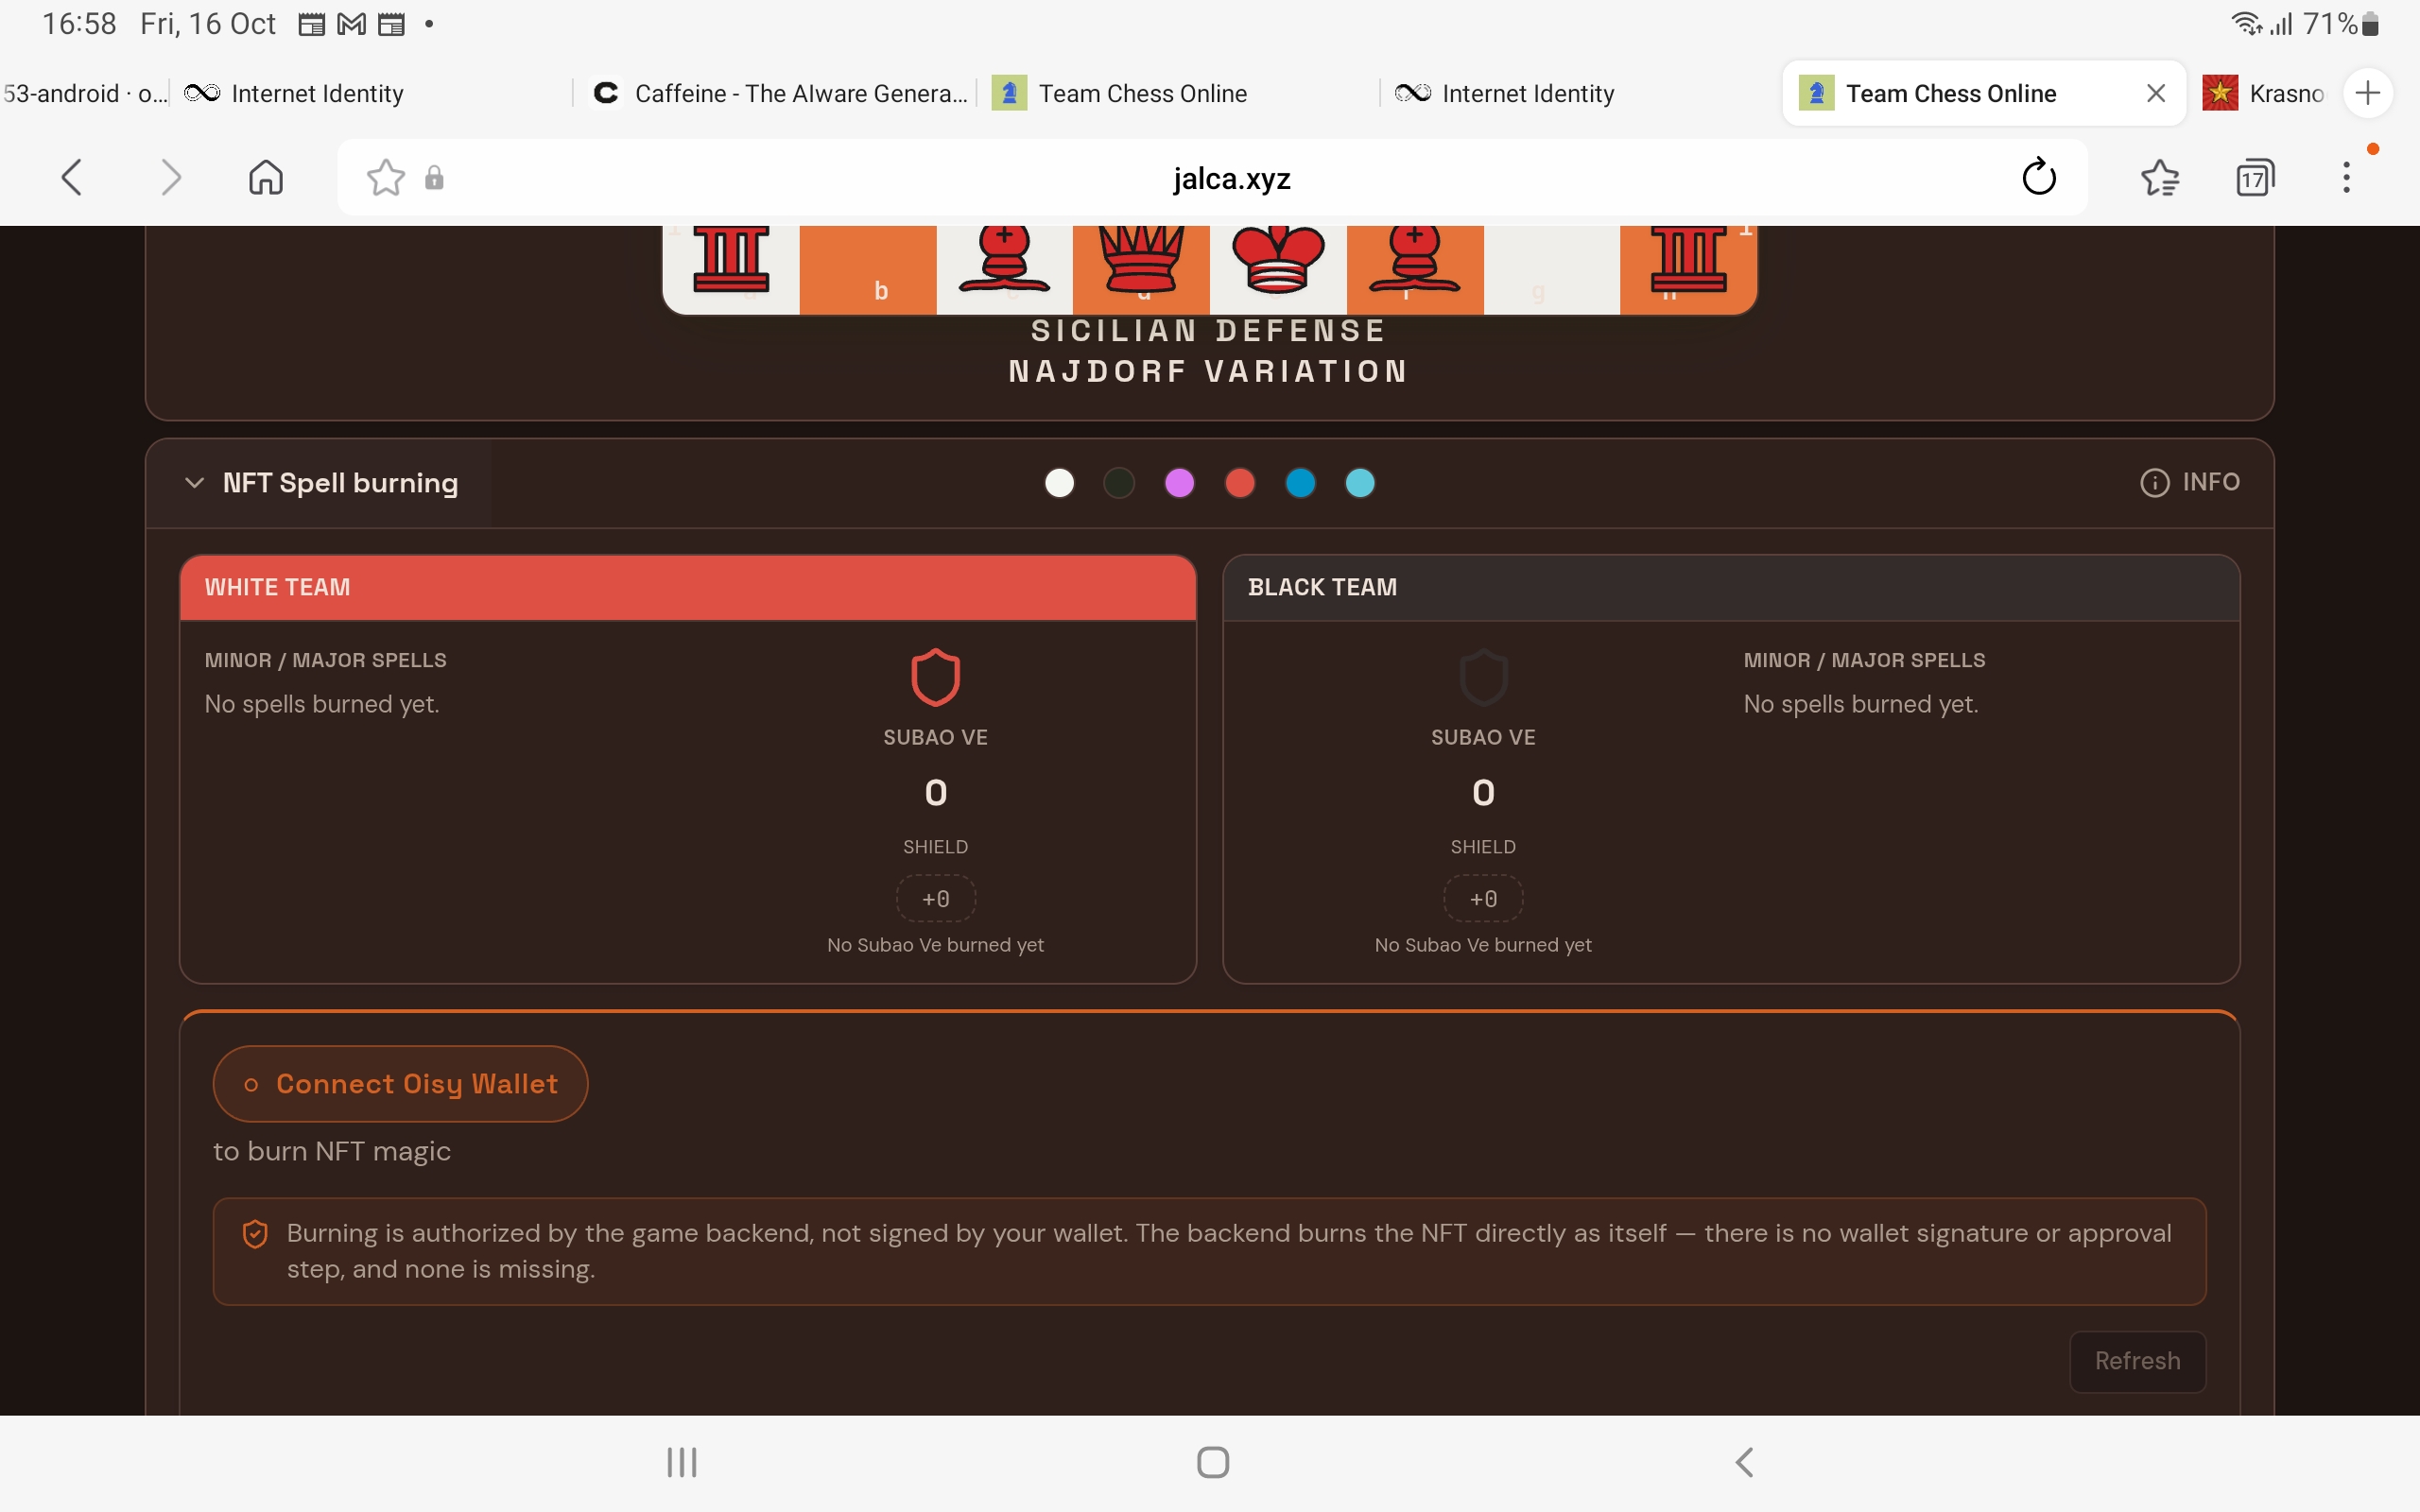 16:58 Fri, 16 Oct
71%
53-android · o...
Internet Identity
Caffeine - The AIware Genera...
Team Chess Online
Internet Identity
Team Chess Online
Krasno
jalca.xyz
17
1
b
g
SICILIAN DEFENSE
NAJDORF VARIATION
NFT Spell burning
INFO
WHITE TEAM
MINOR / MAJOR SPELLS
No spells burned yet.
SUBAO VE
0
SHIELD
+0
No Subao Ve burned yet
BLACK TEAM
SUBAO VE
0
SHIELD
+0
No Subao Ve burned yet
MINOR / MAJOR SPELLS
No spells burned yet.
Connect Oisy Wallet
to burn NFT magic
Burning is authorized by the game backend, not signed by your wallet. The backend burns the NFT directly as itself — there is no wallet signature or approval
step, and none is missing.
Refresh